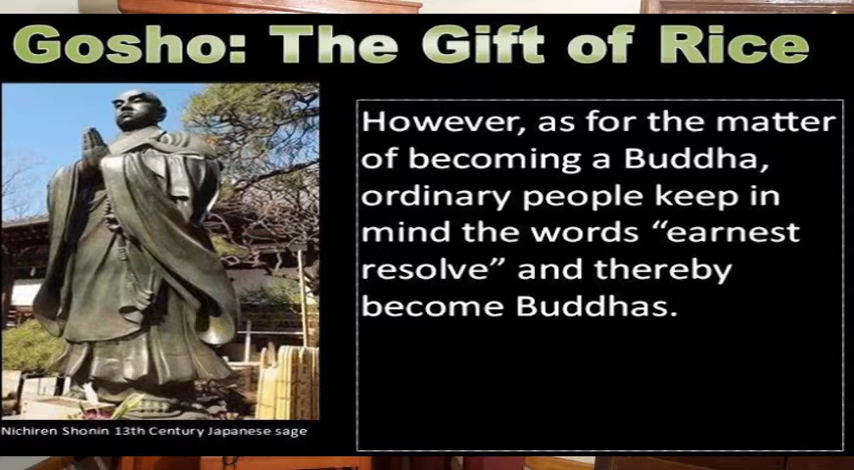 Gosho: The Gift of Rice
However, as for the matter
of becoming a Buddha,
ordinary people keep in
mind the words “earnest
resolve” and thereby
become Buddhas.
Nichiren Shonin 13th Century Japanese sage